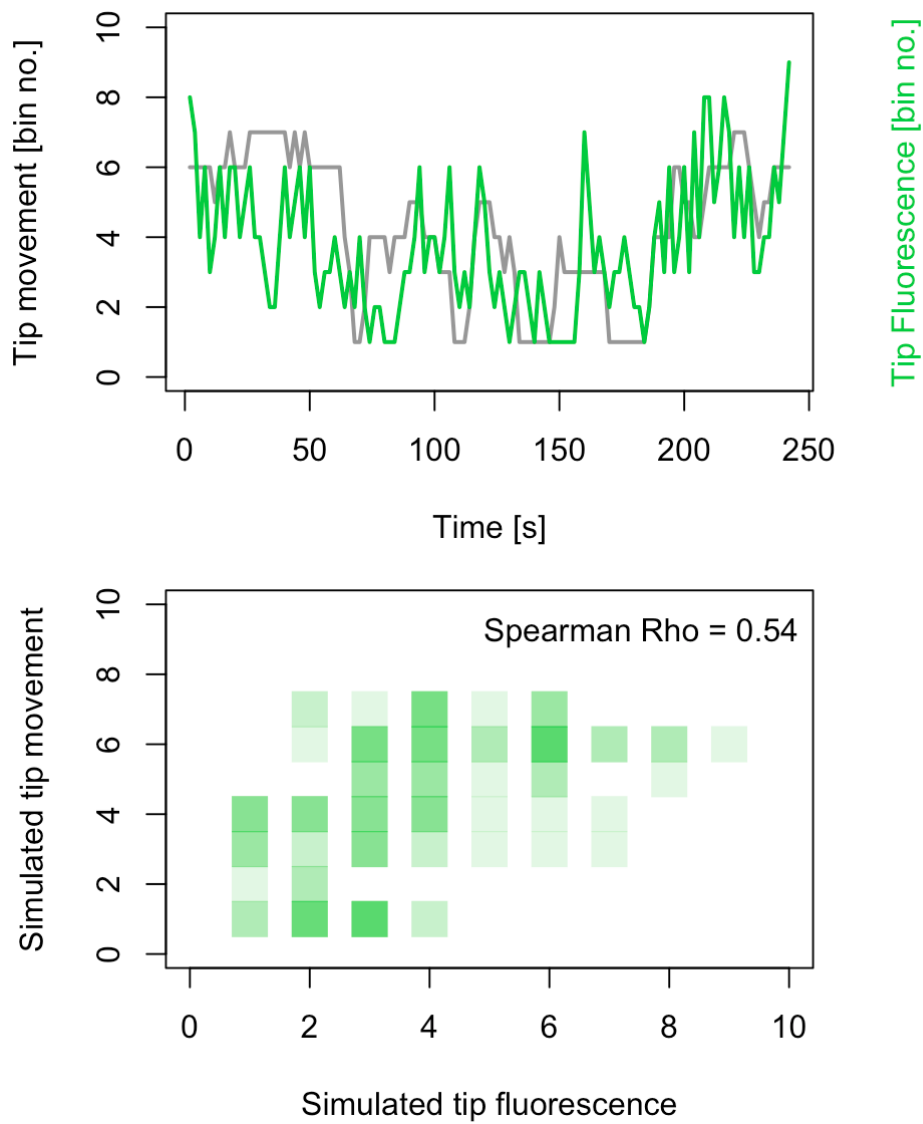 Tip movement [bin no.]
10
8
6
4
2
0
Tip Fluorescence [bin no.]
0 50 100 150 200 250
Time [s]
Simulated tip movement
10
8
6
4
2
0
Spearman Rho = 0.54
0 2 4 6 8 10
Simulated tip fluorescence